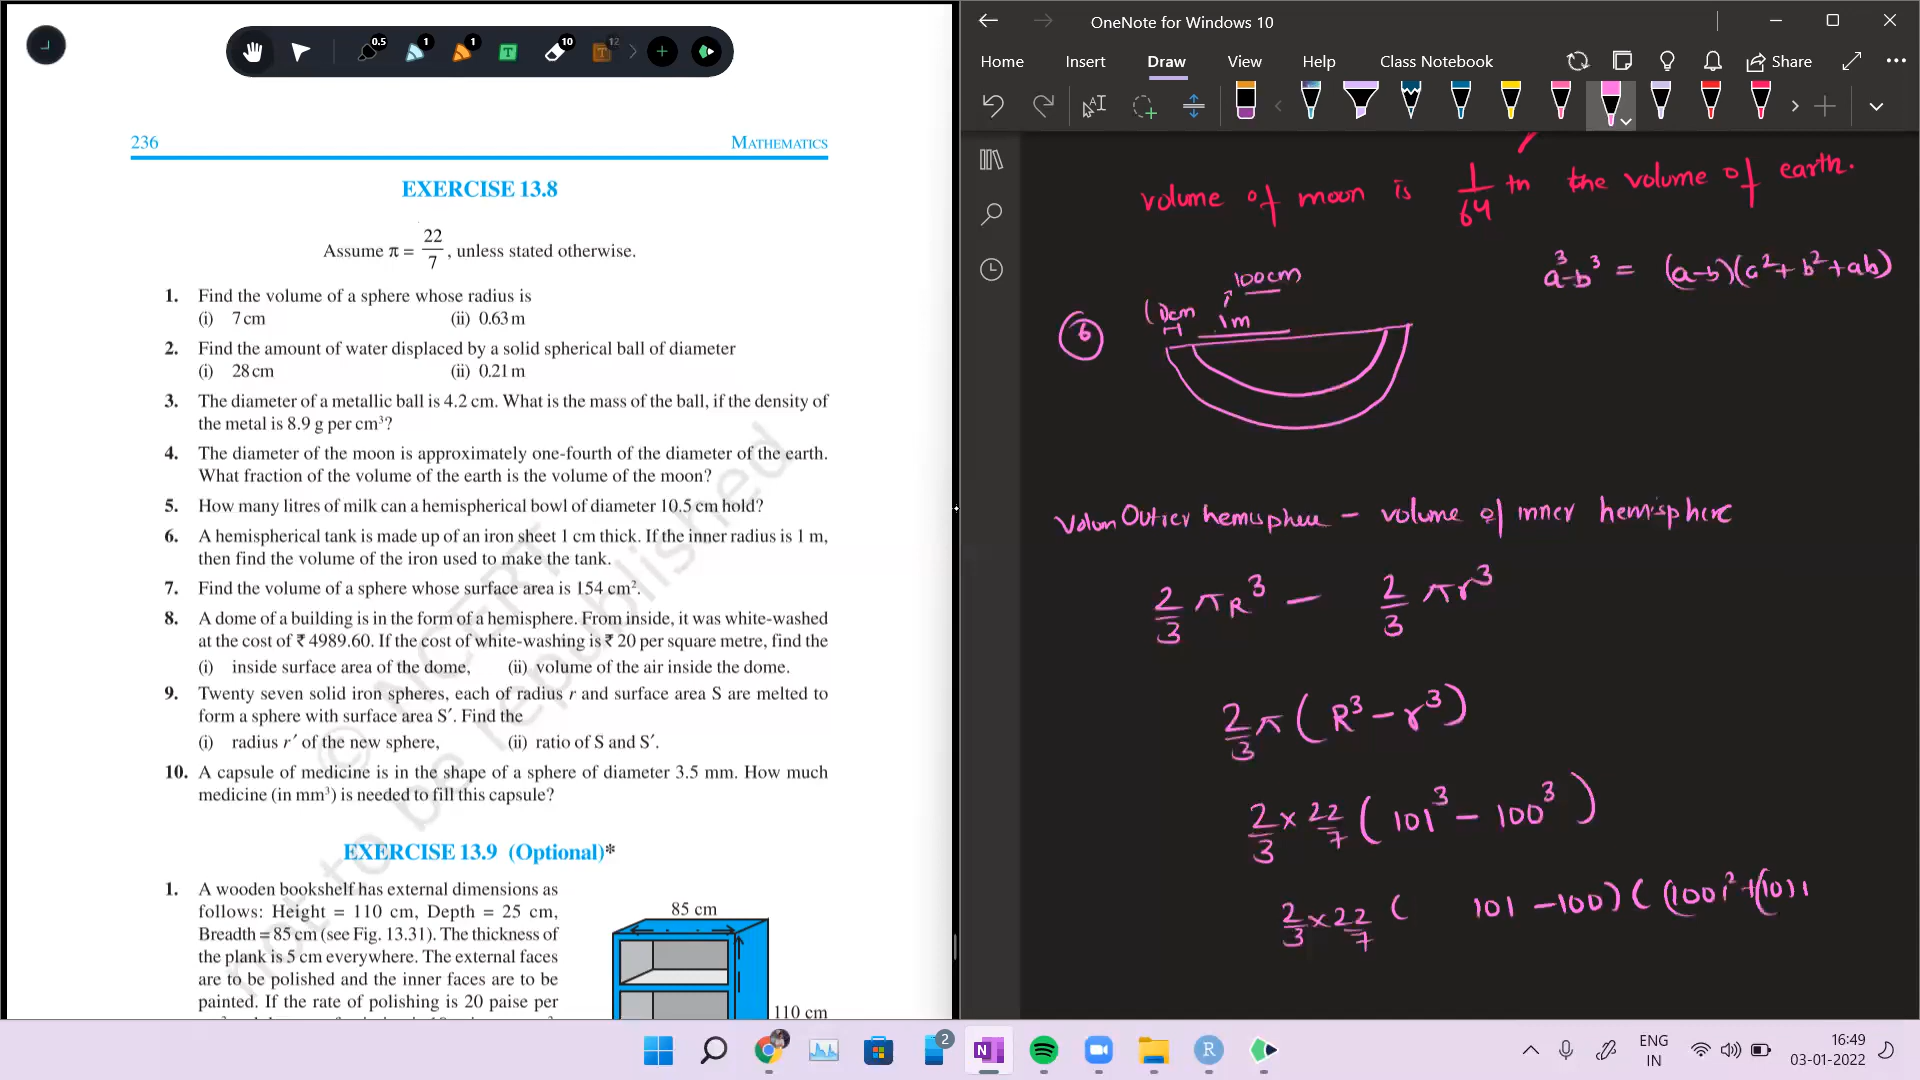 0.5 1 1 T 10 T 12
236 MATHEMATICS
EXERCISE 13.8
Assume π = 22/7, unless stated otherwise.
1. Find the volume of a sphere whose radius is
(i) 7 cm (ii) 0.63 m
2. Find the amount of water displaced by a solid spherical ball of diameter
(i) 28 cm (ii) 0.21 m
3. The diameter of a metallic ball is 4.2 cm. What is the mass of the ball, if the density of
the metal is 8.9 g per cm³?
4. The diameter of the moon is approximately one-fourth of the diameter of the earth.
What fraction of the volume of the earth is the volume of the moon?
5. How many litres of milk can a hemispherical bowl of diameter 10.5 cm hold?
6. A hemispherical tank is made up of an iron sheet 1 cm thick. If the inner radius is 1 m,
then find the volume of the iron used to make the tank.
7. Find the volume of a sphere whose surface area is 154 cm².
8. A dome of a building is in the form of a hemisphere. From inside, it was white-washed
at the cost of ₹ 4989.60. If the cost of white-washing is ₹ 20 per square metre, find the
(i) inside surface area of the dome, (ii) volume of the air inside the dome.
9. Twenty seven solid iron spheres, each of radius r and surface area S are melted to
form a sphere with surface area S′. Find the
(i) radius r′ of the new sphere, (ii) ratio of S and S′.
10. A capsule of medicine is in the shape of a sphere of diameter 3.5 mm. How much
medicine (in mm³) is needed to fill this capsule?
© NCERT
not to be republished
EXERCISE 13.9 (Optional)*
1. A wooden bookshelf has external dimensions as
follows: Height = 110 cm, Depth = 25 cm,
Breadth = 85 cm (see Fig. 13.31). The thickness of
the plank is 5 cm everywhere. The external faces
are to be polished and the inner faces are to be
painted. If the rate of polishing is 20 paise per
85 cm
110 cm
OneNote for Windows 10
Home Insert Draw View Help Class Notebook Share
volume of moon is 1/64 th the volume of earth.
a³-b³ = (a-b)(a²+b²+ab)
100cm
1m
6
Outier hemisphere - volume of inner hemisphere
2/3 πR³ - 2/3 πr³
2/3 π (R³ - r³)
2/3 × 22/7 ( 101³ - 100³ )
2/3 × 22/7 ( 101 - 100) (
2
ENG
IN
16:49
03-01-2022